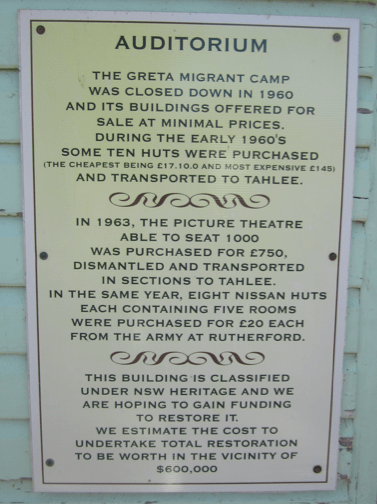 AUDITORIUM
THE GRETA MIGRANT CAMP
WAS CLOSED DOWN IN 1960
AND ITS BUILDINGS OFFERED FOR
SALE AT MINIMAL PRICES.
DURING THE EARLY 1960'S
SOME TEN HUTS WERE PURCHASED
(THE CHEAPEST BEING £17.10.0 AND MOST EXPENSIVE £145)
AND TRANSPORTED TO TAHLEE.
IN 1963, THE PICTURE THEATRE
ABLE TO SEAT 1000
WAS PURCHASED FOR £750,
DISMANTLED AND TRANSPORTED
IN SECTIONS TO TAHLEE.
IN THE SAME YEAR, EIGHT NISSAN HUTS
EACH CONTAINING FIVE ROOMS
WERE PURCHASED FOR £20 EACH
FROM THE ARMY AT RUTHERFORD.
THIS BUILDING IS CLASSIFIED
UNDER NSW HERITAGE AND WE
ARE HOPING TO GAIN FUNDING
TO RESTORE IT.
WE ESTIMATE THE COST TO
UNDERTAKE TOTAL RESTORATION
TO BE WORTH IN THE VICINITY OF
$600,000